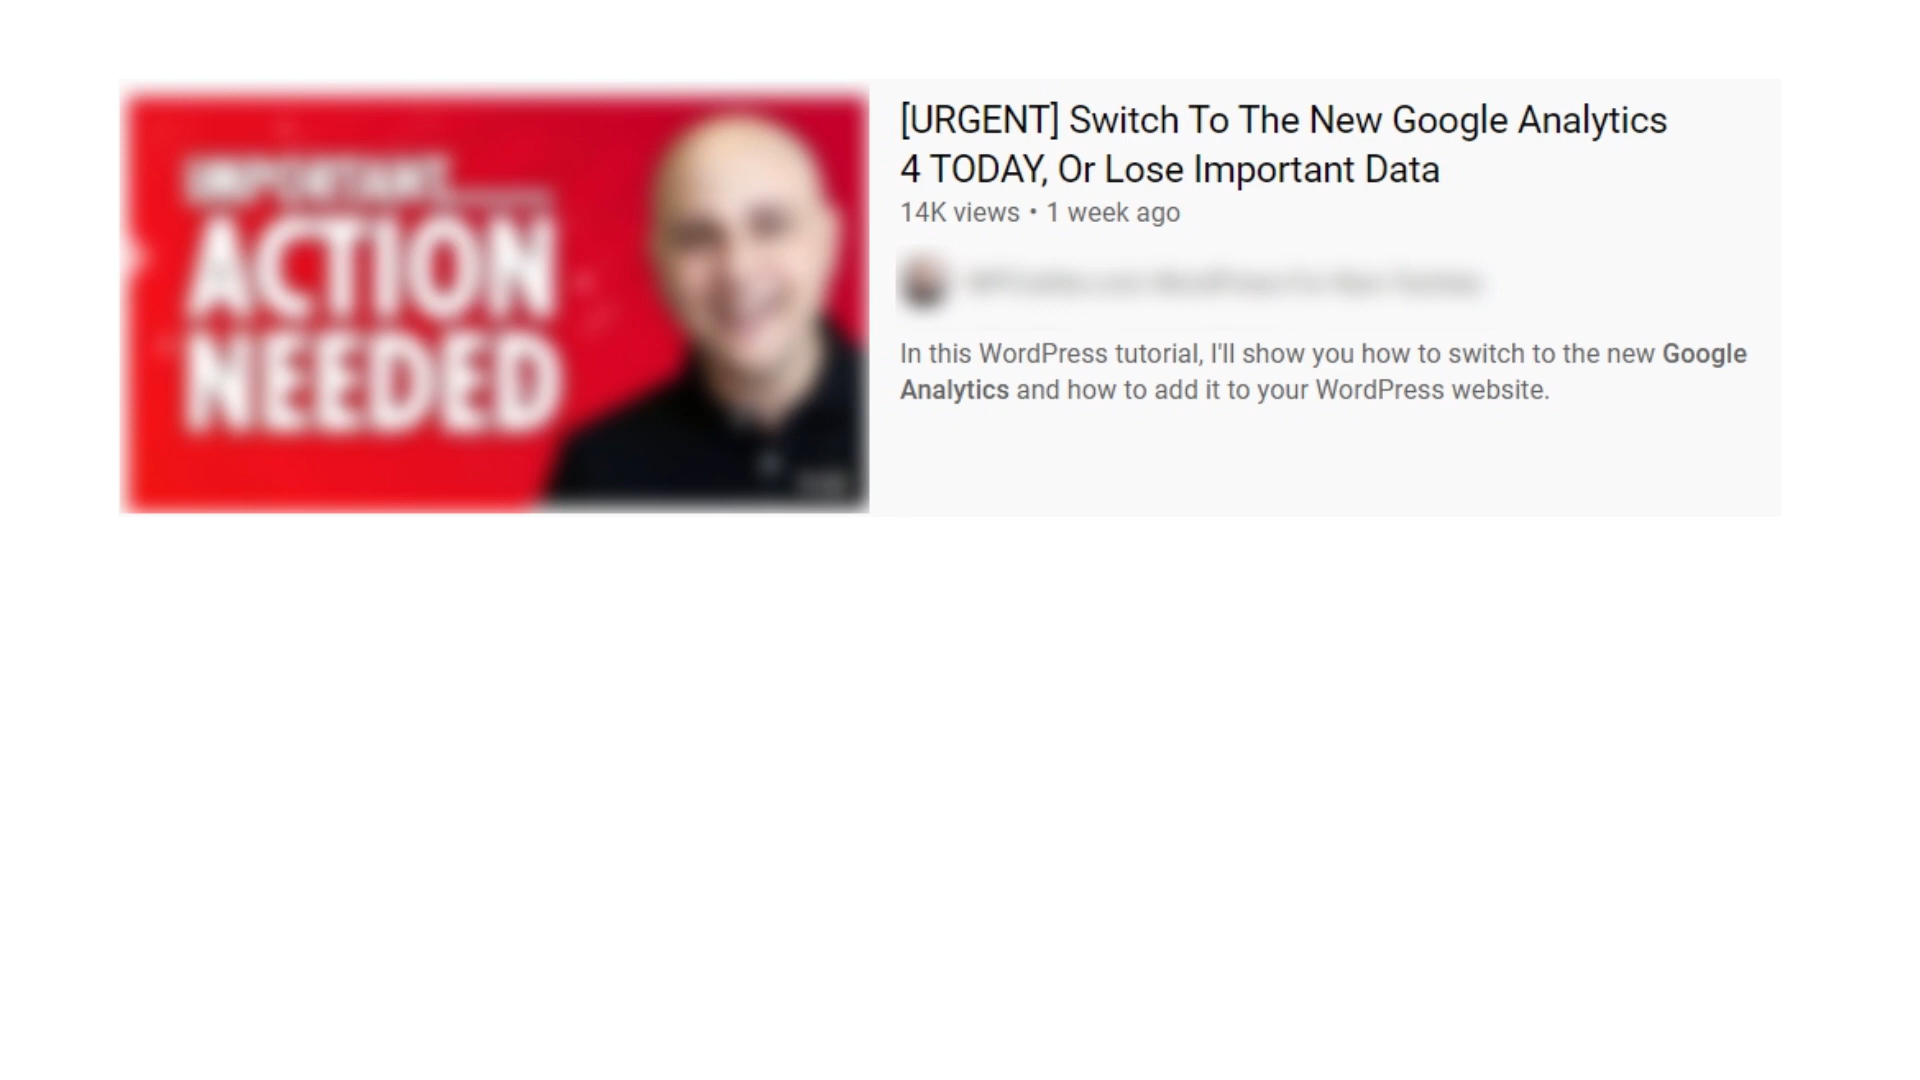 IMPORTANT......
ACTION
NEEDED
[URGENT] Switch To The New Google Analytics
4 TODAY, Or Lose Important Data
14K views • 1 week ago
In this WordPress tutorial, I'll show you how to switch to the new Google
Analytics and how to add it to your WordPress website.